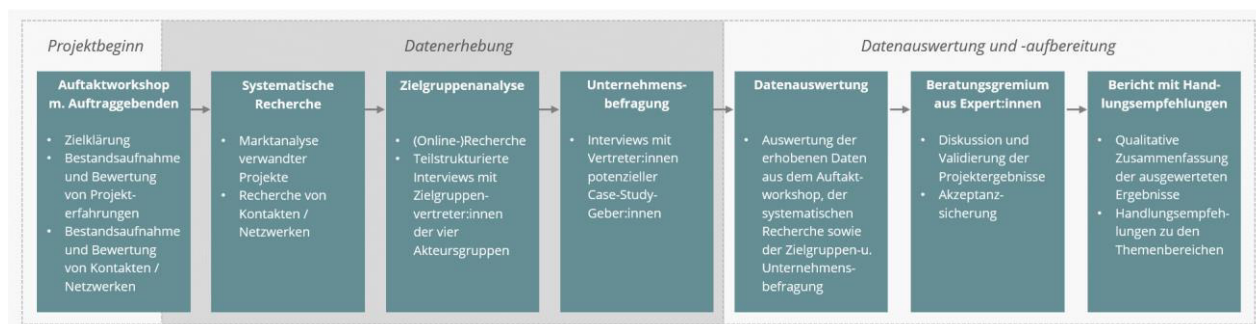 Projektbeginn
Datenerhebung
Datenauswertung und -aufbereitung
Auftaktworkshop
m. Auftraggebenden
• Zielklärung
• Bestandsaufnahme
und Bewertung
von Projekt-
erfahrungen
• Bestandsaufnahme
und Bewertung
von Kontakten /
Netzwerken
Systematische
Recherche
• Marktanalyse
verwandter
Projekte
• Recherche von
Kontakten /
Netzwerken
Zielgruppenanalyse
• (Online-)Recherche
• Teilstrukturierte
Interviews mit
Zielgruppen-
vertreter:innen
der vier
Akteursgruppen
Unternehmens-
befragung
• Interviews mit
Vertreter:innen
potenzieller
Case-Study-
Geber:innen
Datenauswertung
• Auswertung der
erhobenen Daten
aus dem Auftakt-
workshop, der
systematischen
Recherche sowie
der Zielgruppen-u.
Unternehmens-
befragung
Beratungsgremium
aus Expert:innen
• Diskussion und
Validierung der
Projektergebnisse
• Akzeptanz-
sicherung
Bericht mit Hand-
lungsempfehlungen
• Qualitative
Zusammenfassung
der ausgewerteten
Ergebnisse
• Handlungsempfeh-
lungen zu den
Themenbereichen